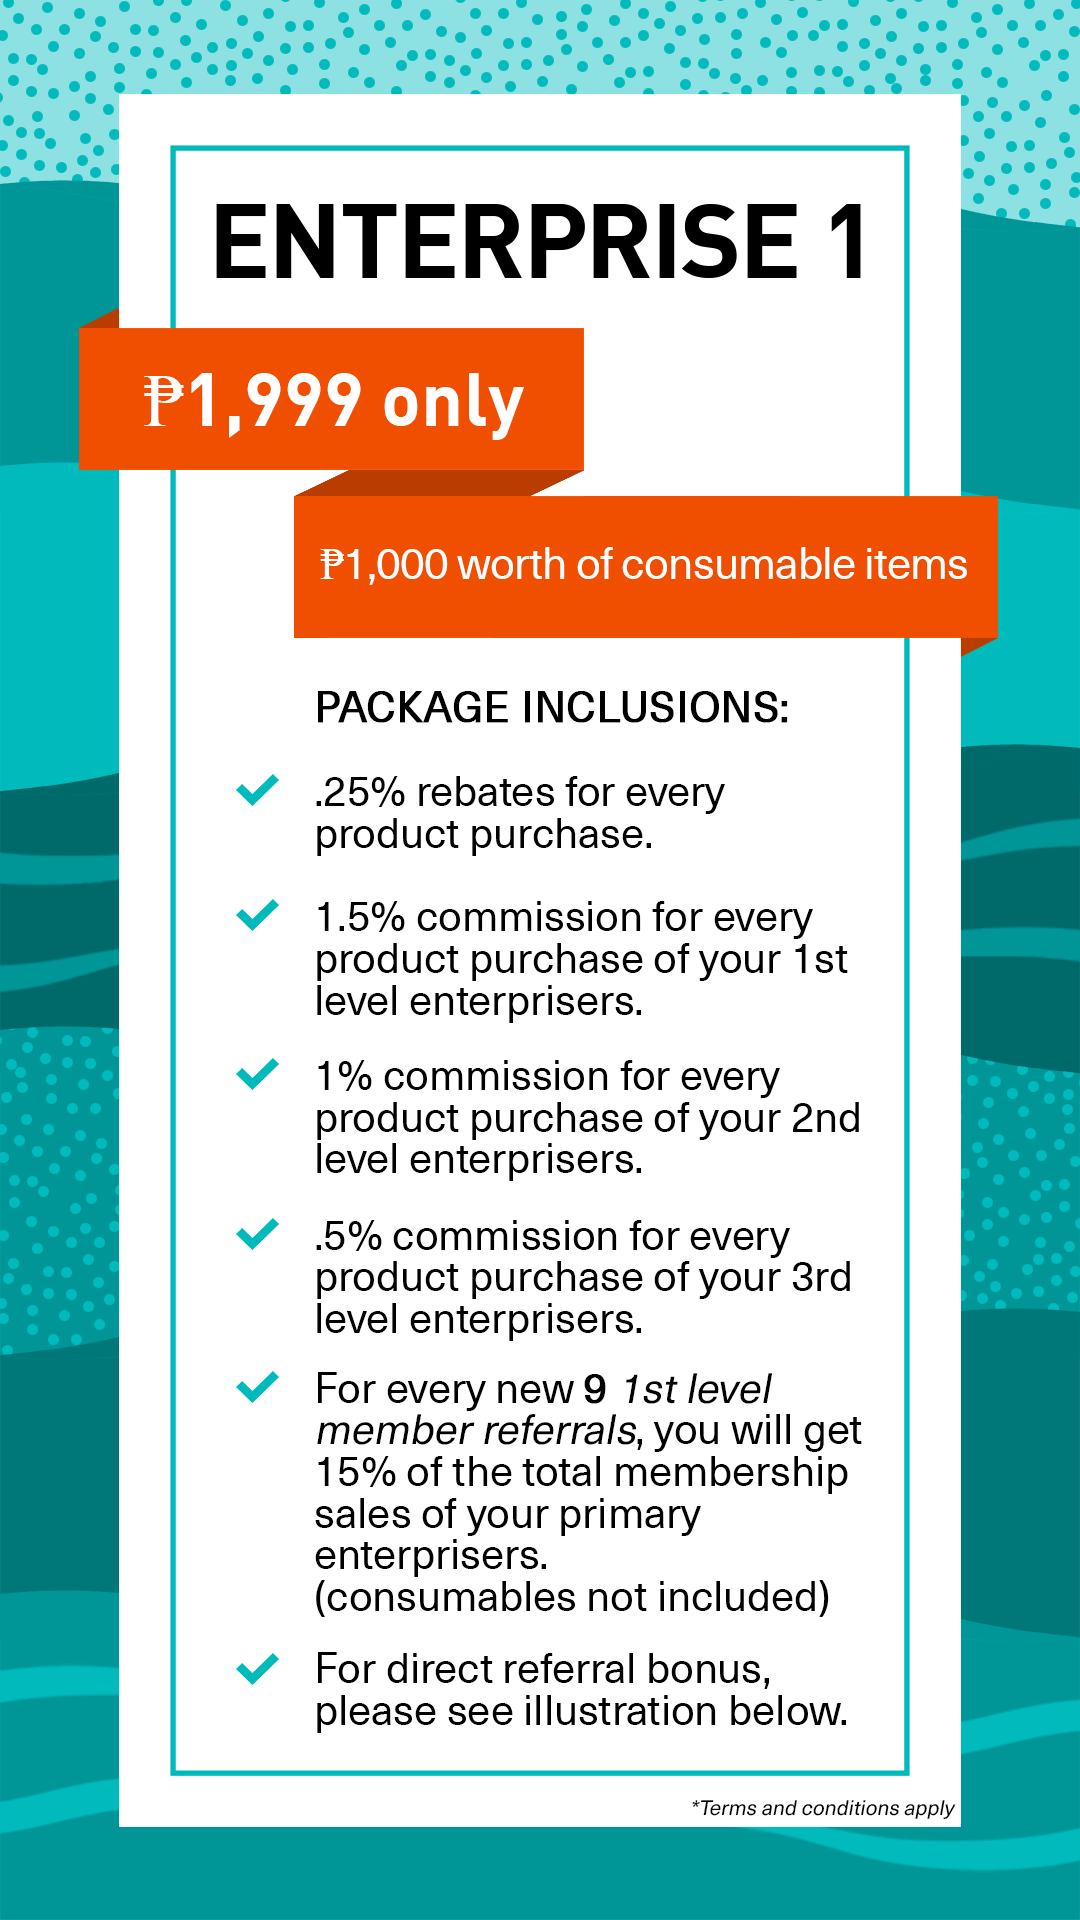 ENTERPRISE 1
₱1,999 only
₱1,000 worth of consumable items
PACKAGE INCLUSIONS:
.25% rebates for every
product purchase.
1.5% commission for every
product purchase of your 1st
level enterprisers.
1% commission for every
product purchase of your 2nd
level enterprisers.
.5% commission for every
product purchase of your 3rd
level enterprisers.
For every new 9 1st level
member referrals, you will get
15% of the total membership
sales of your primary
enterprisers.
(consumables not included)
For direct referral bonus,
please see illustration below.
*Terms and conditions apply